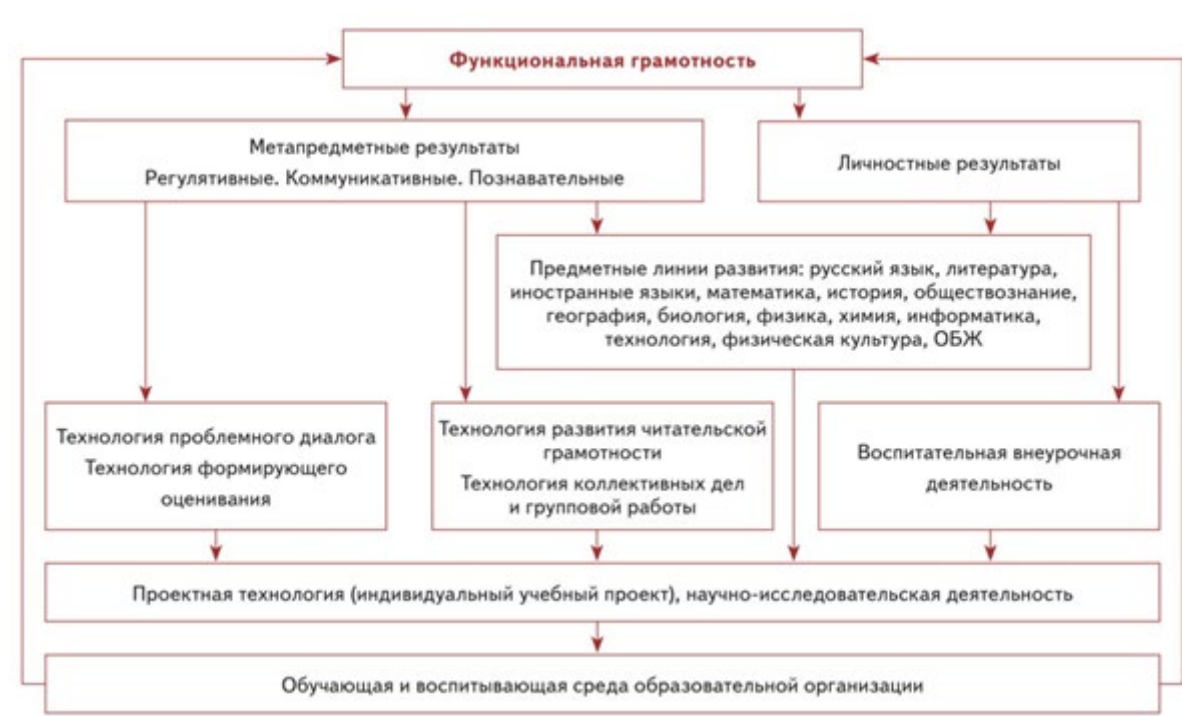 Функциональная грамотность
Метапредметные результаты
Регулятивные. Коммуникативные. Познавательные
Личностные результаты
Предметные линии развития: русский язык, литература,
иностранные языки, математика, история, обществознание,
география, биология, физика, химия, информатика,
технология, физическая культура, ОБЖ
Технология проблемного диалога
Технология формирующего
оценивания
Технология развития читательской
грамотности
Технология коллективных дел
и групповой работы
Воспитательная внеурочная
деятельность
Проектная технология (индивидуальный учебный проект), научно-исследовательская деятельность
Обучающая и воспитывающая среда образовательной организации